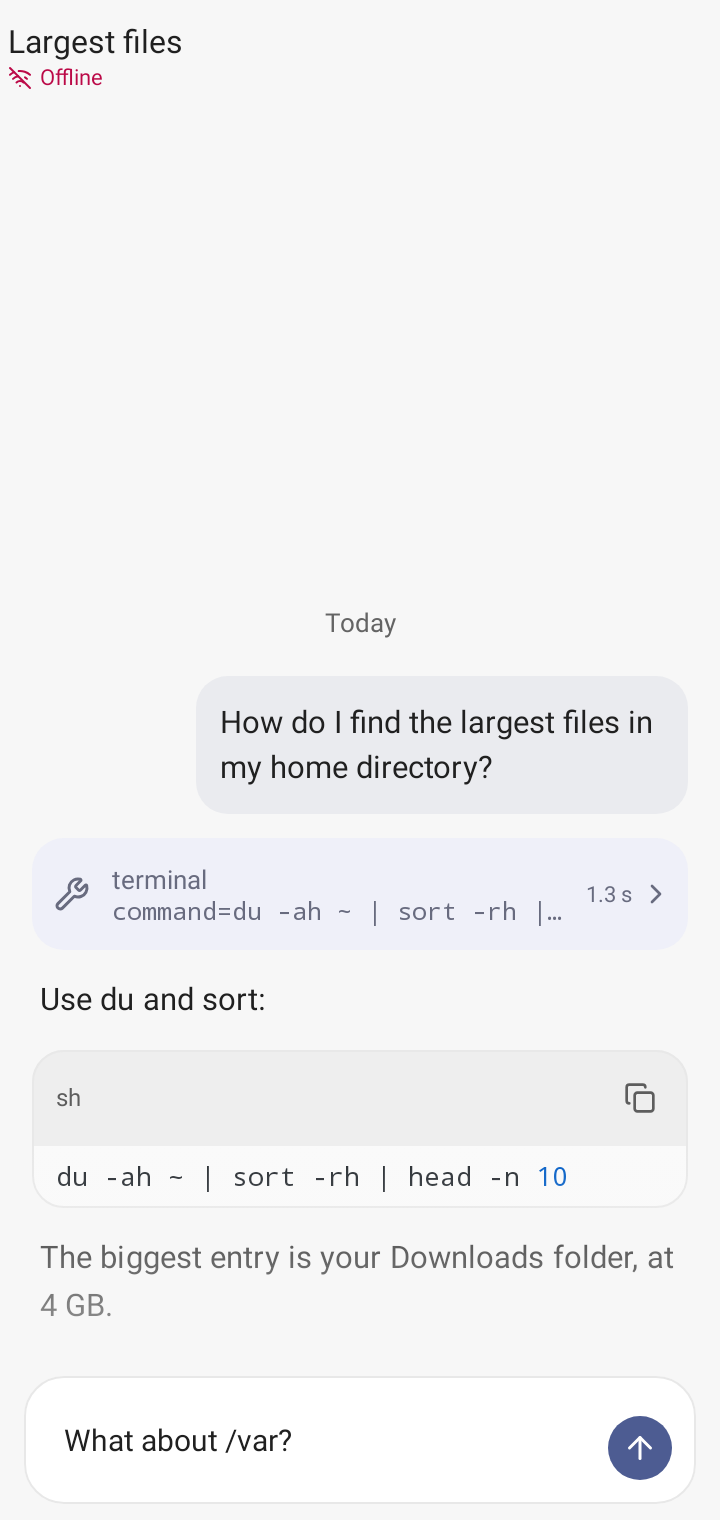 Largest files
Offline
Today
How do I find the largest files in
my home directory?
terminal
command=du -ah ~ | sort -rh |…
1.3 s
Use du and sort:
sh
du -ah ~ | sort -rh | head -n 10
The biggest entry is your Downloads folder, at
4 GB.
What about /var?